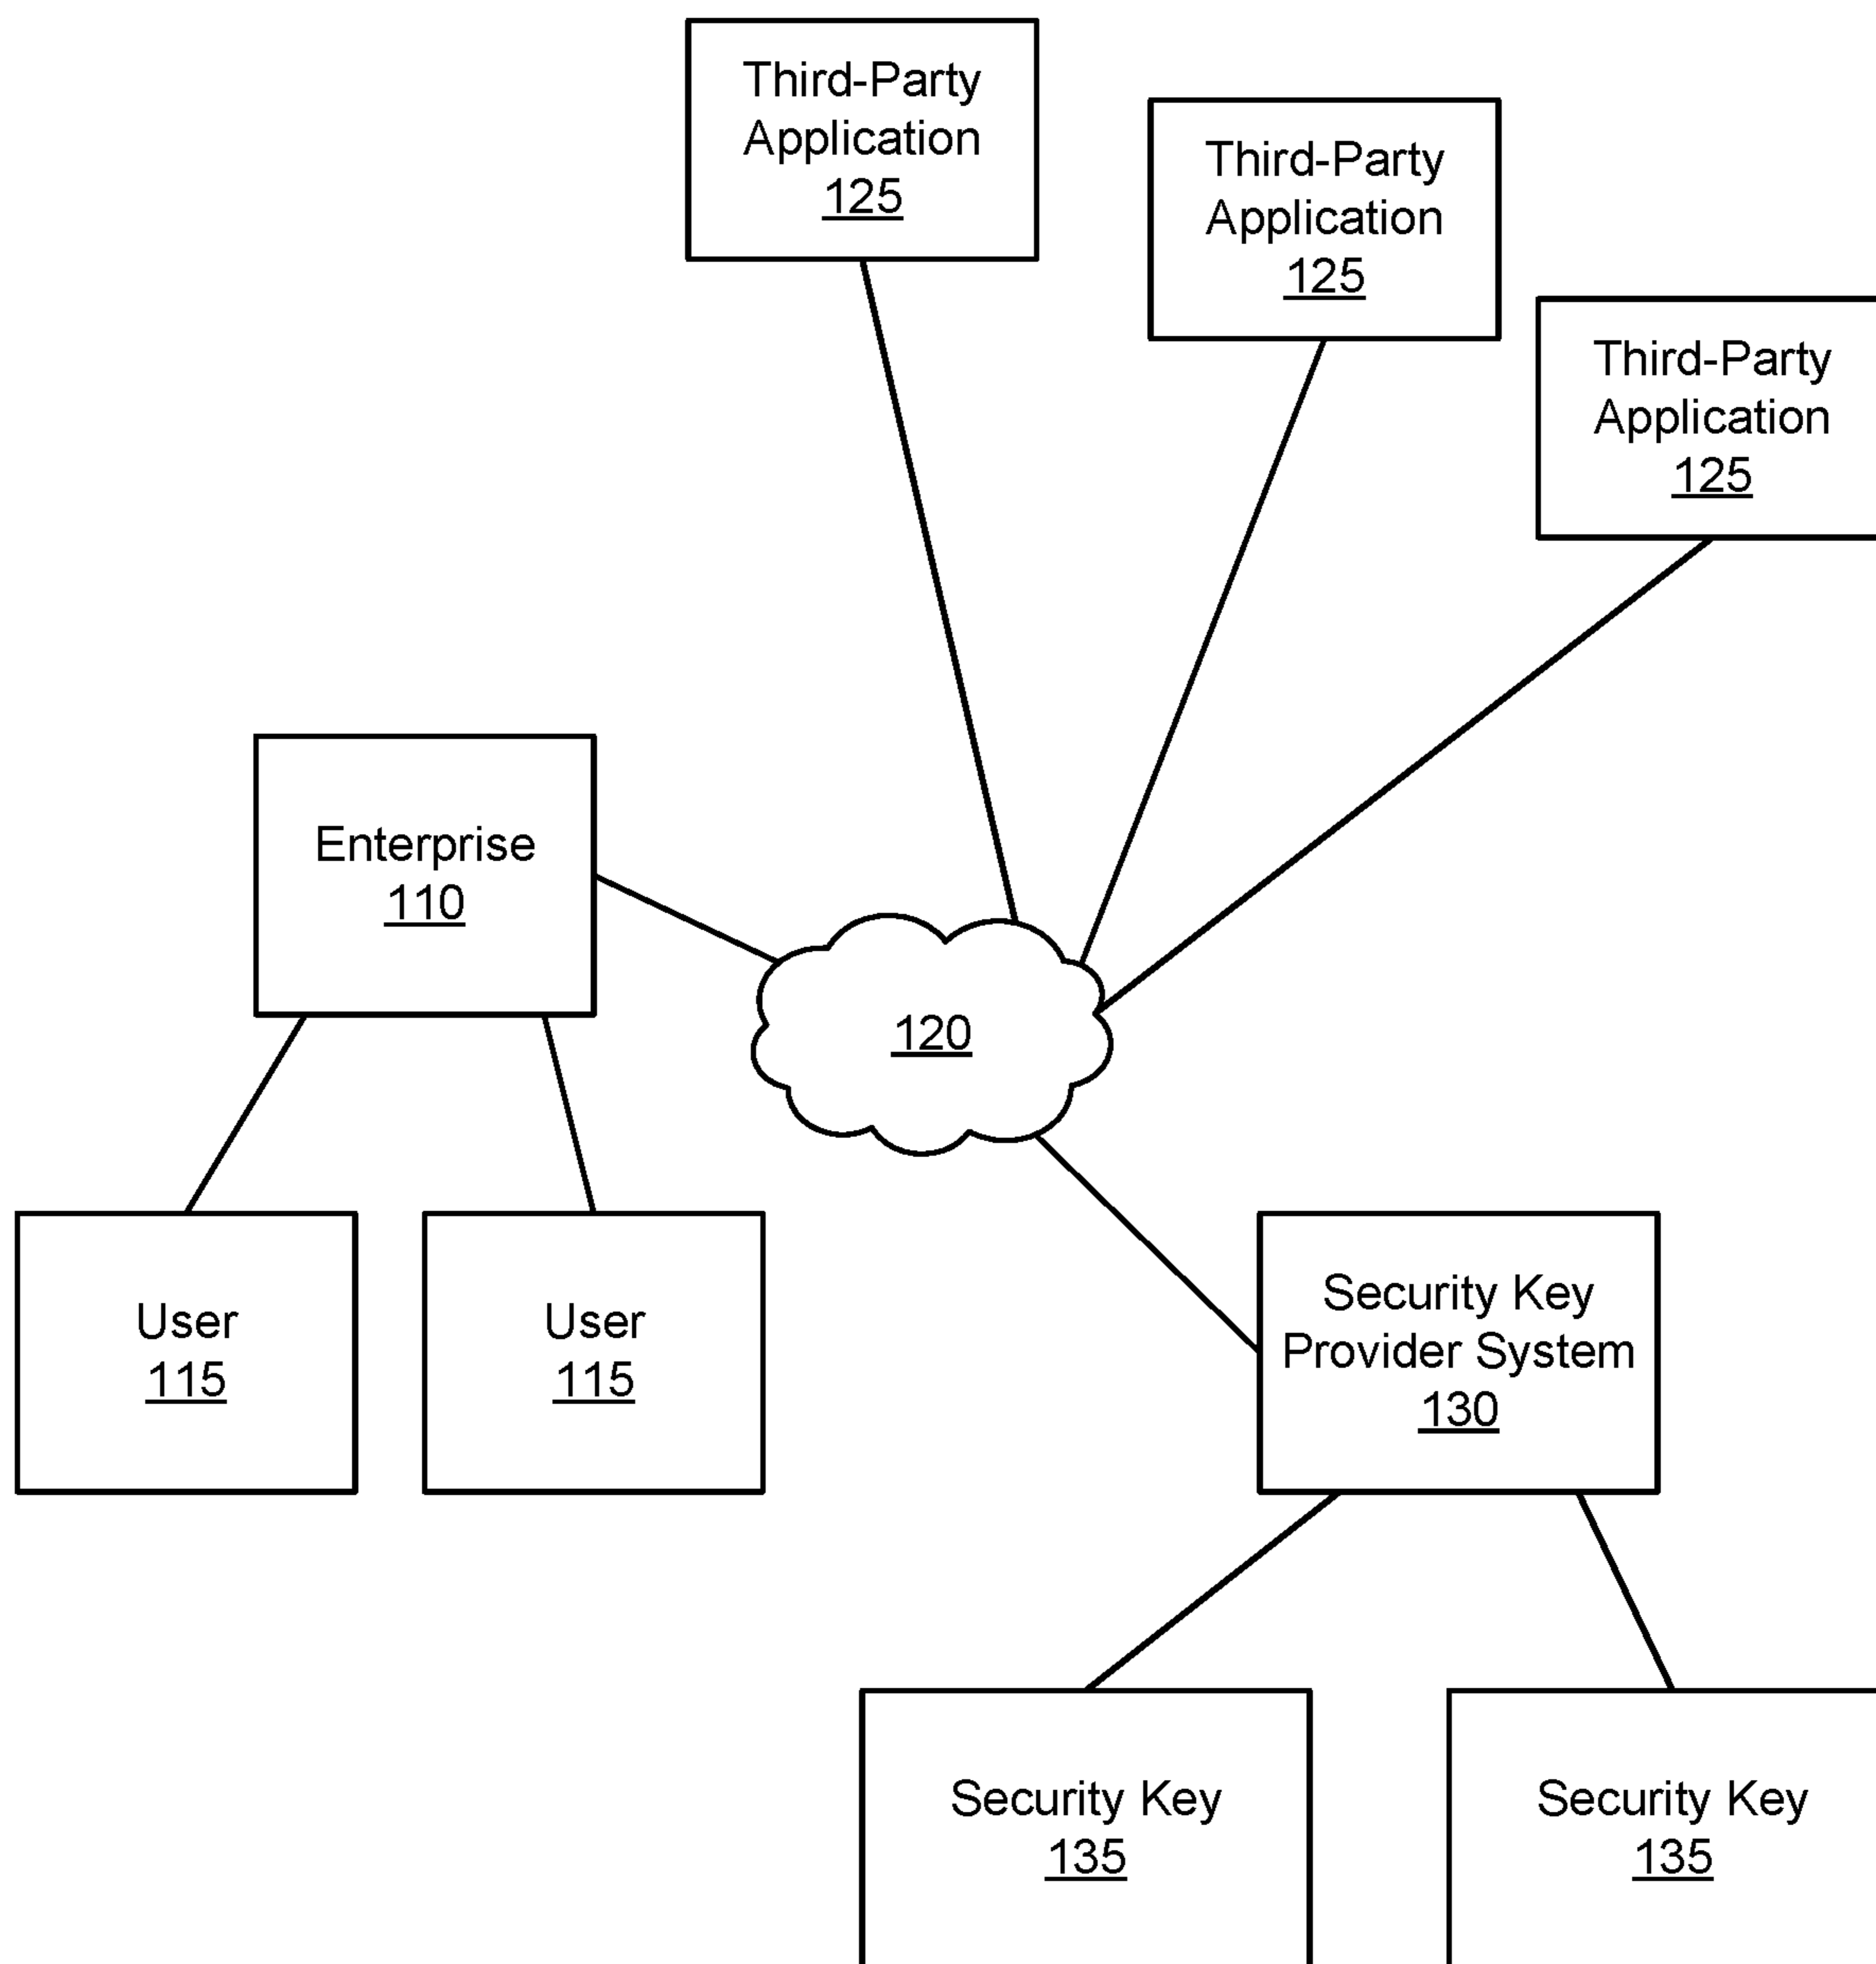 Third-Party
Application
125
Third-Party
Application
125
Third-Party
Application
125
Enterprise
110
120
User
115
User
115
Security Key
Provider System
130
Security Key
135
Security Key
135